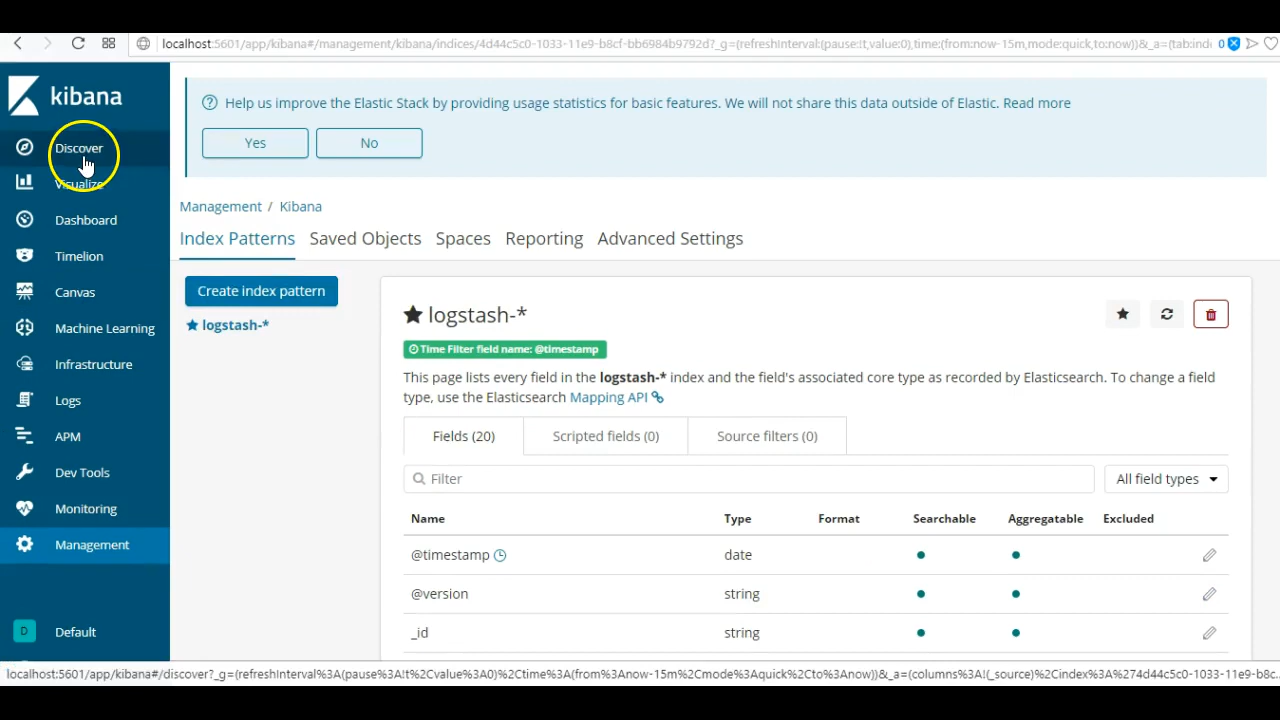 localhost:5601/app/kibana#/management/kibana/indices/4d44c5c0-1033-11e9-b8cf-bb6984b9792d?_g=(refreshInterval:(pause:!t,value:0),time:(from:now-15m,mode:quick,to:now))&_a=(tab:inde 0
kibana
Discover
Visualize
Dashboard
Timelion
Canvas
Machine Learning
Infrastructure
Logs
APM
Dev Tools
Monitoring
Management
D Default
Help us improve the Elastic Stack by providing usage statistics for basic features. We will not share this data outside of Elastic. Read more
Yes No
Management / Kibana
Index Patterns Saved Objects Spaces Reporting Advanced Settings
Create index pattern
logstash-*
logstash-*
Time Filter field name: @timestamp
This page lists every field in the logstash-* index and the field's associated core type as recorded by Elasticsearch. To change a field
type, use the Elasticsearch Mapping API
Fields (20) Scripted fields (0) Source filters (0)
Filter All field types
Name Type Format Searchable Aggregatable Excluded
@timestamp date
@version string
_id string
localhost:5601/app/kibana#/discover?_g=(refreshInterval%3A(pause%3A!t%2Cvalue%3A0)%2Ctime%3A(from%3Anow-15m%2Cmode%3Aquick%2Cto%3Anow))&_a=(columns%3A!(_source)%2Cindex%3A%274d44c5c0-1033-11e9-b8c...